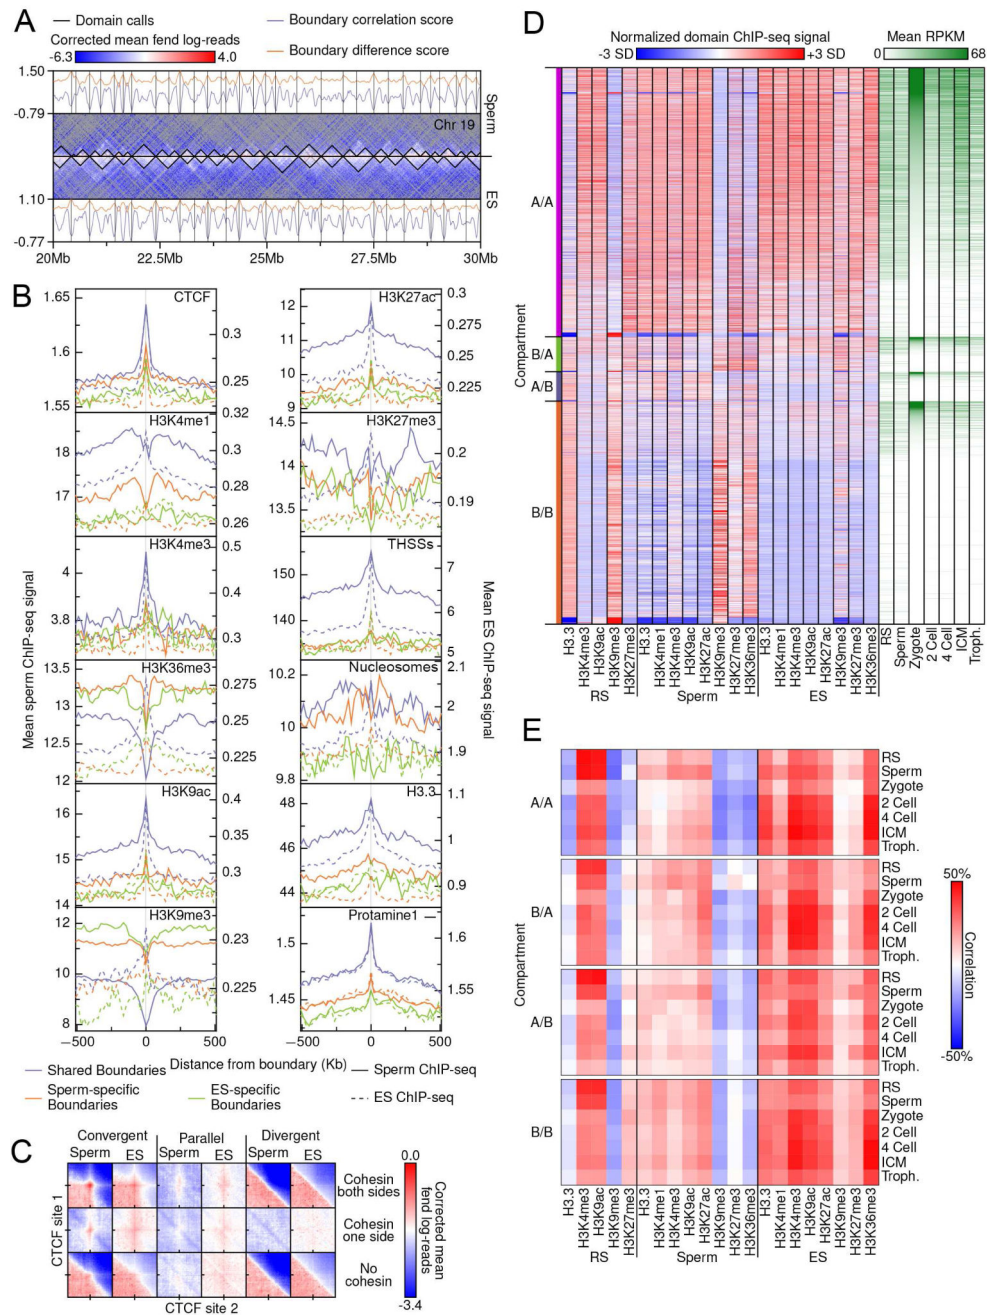 A
Domain calls
Boundary correlation score
Corrected mean fend log-reads
-6.3
4.0
Boundary difference score
1.50
-0.79
Sperm
Chr 19
ES
1.10
-0.77
20Mb
22.5Mb
25Mb
27.5Mb
30Mb
B
CTCF
1.65
1.6
1.55
0.3
0.25
H3K27ac
12
11
10
9
0.3
0.275
0.25
0.225
H3K4me1
18
17
0.32
0.3
0.28
0.26
H3K27me3
14.5
14
13.5
0.2
0.19
H3K4me3
4
3.8
0.5
0.4
0.3
THSSs
150
140
7
6
5
H3K36me3
13.5
13
12.5
12
0.275
0.25
0.225
Nucleosomes
10.2
10
9.8
2.1
2
1.9
H3K9ac
16
15
14
0.4
0.35
0.3
H3.3
48
46
44
1.1
1
0.9
H3K9me3
12
10
8
0.23
0.225
Protamine1
1.5
1.45
1.6
1.55
Mean sperm ChIP-seq signal
Mean ES ChIP-seq signal
−500
0
500
−500
0
500
Distance from boundary (Kb)
Shared Boundaries
Sperm ChIP-seq
Sperm-specific Boundaries
ES-specific Boundaries
ES ChIP-seq
C
Convergent
Parallel
Divergent
Sperm
ES
Sperm
ES
Sperm
ES
CTCF site 1
Cohesin both sides
Cohesin one side
No cohesin
CTCF site 2
0.0
-3.4
Corrected mean fend log-reads
D
Normalized domain ChIP-seq signal
-3 SD
+3 SD
Mean RPKM
0
68
Compartment
A/A
B/A
A/B
B/B
H3.3
H3K4me3
H3K9ac
H3K9me3
H3K27me3
H3.3
H3K4me1
H3K4me3
H3K9ac
H3K27ac
H3K9me3
H3K27me3
H3K36me3
H3.3
H3K4me1
H3K4me3
H3K9ac
H3K27ac
H3K9me3
H3K27me3
H3K36me3
RS
Sperm
Zygote
2 Cell
4 Cell
ICM
Troph.
RS
Sperm
ES
E
Compartment
A/A
RS
Sperm
Zygote
2 Cell
4 Cell
ICM
Troph.
B/A
RS
Sperm
Zygote
2 Cell
4 Cell
ICM
Troph.
A/B
RS
Sperm
Zygote
2 Cell
4 Cell
ICM
Troph.
B/B
RS
Sperm
Zygote
2 Cell
4 Cell
ICM
Troph.
50%
Correlation
-50%
H3.3
H3K4me3
H3K9ac
H3K9me3
H3K27me3
H3.3
H3K4me1
H3K4me3
H3K9ac
H3K27ac
H3K9me3
H3K27me3
H3K36me3
H3.3
H3K4me1
H3K4me3
H3K9ac
H3K27ac
H3K9me3
H3K27me3
H3K36me3
RS
Sperm
ES